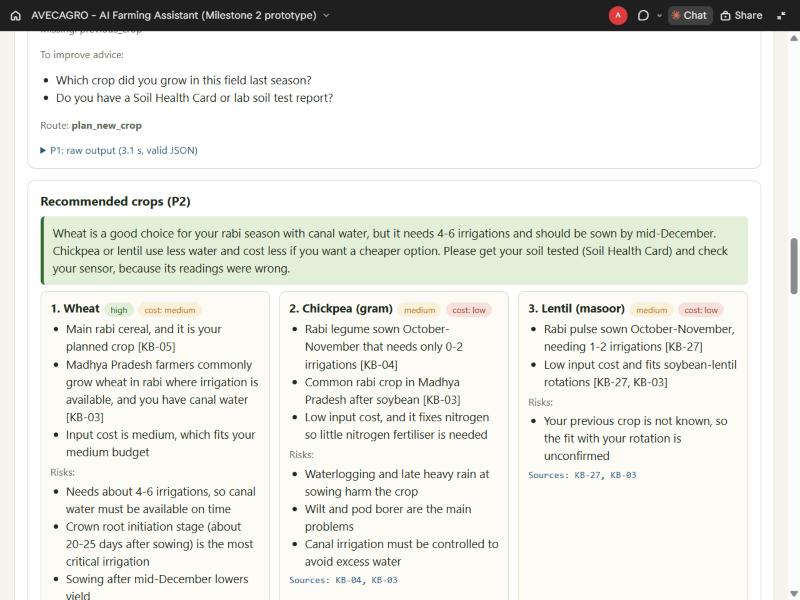 AVECAGRO - AI Farming Assistant (Milestone 2 prototype)
A
Chat
Share
missing: previous_crop
To improve advice:
Which crop did you grow in this field last season?
Do you have a Soil Health Card or lab soil test report?
Route: plan_new_crop
▶ P1: raw output (3.1 s, valid JSON)
Recommended crops (P2)
Wheat is a good choice for your rabi season with canal water, but it needs 4-6 irrigations and should be sown by mid-December.
Chickpea or lentil use less water and cost less if you want a cheaper option. Please get your soil tested (Soil Health Card) and check
your sensor, because its readings were wrong.
1. Wheat high cost: medium
Main rabi cereal, and it is your
planned crop [KB-05]
Madhya Pradesh farmers commonly
grow wheat in rabi where irrigation is
available, and you have canal water
[KB-03]
Input cost is medium, which fits your
medium budget
Risks:
Needs about 4-6 irrigations, so canal
water must be available on time
Crown root initiation stage (about
20-25 days after sowing) is the most
critical irrigation
Sowing after mid-December lowers
yield
2. Chickpea (gram) medium cost: low
Rabi legume sown October-
November that needs only 0-2
irrigations [KB-04]
Common rabi crop in Madhya
Pradesh after soybean [KB-03]
Low input cost, and it fixes nitrogen
so little nitrogen fertiliser is needed
Risks:
Waterlogging and late heavy rain at
sowing harm the crop
Wilt and pod borer are the main
problems
Canal irrigation must be controlled to
avoid excess water
Sources: KB-04, KB-03
3. Lentil (masoor) medium cost: low
Rabi pulse sown October-November,
needing 1-2 irrigations [KB-27]
Low input cost and fits soybean-lentil
rotations [KB-27, KB-03]
Risks:
Your previous crop is not known, so
the fit with your rotation is
unconfirmed
Sources: KB-27, KB-03